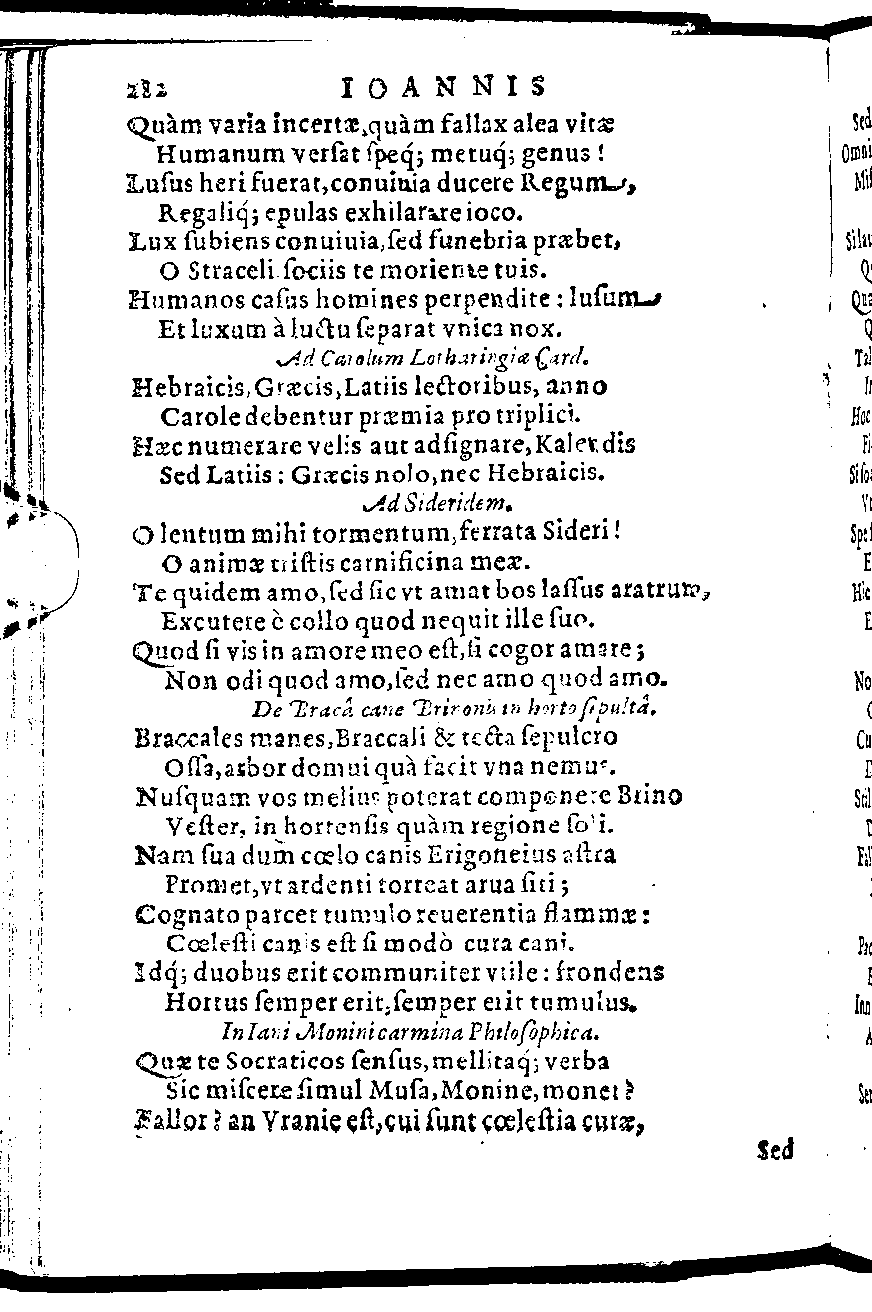 282 IOANNIS
Quàm varia incertæ, quàm fallax alea vitæ
Humanum versat speq́; metuq́; genus!
Lusus heri fuerat, conuiuia ducere Regum,
Regaliq́; epulas exhilarare ioco.
Lux subiens conuiuia, sed funebria præbet,
O Straceli sociis te moriente tuis.
Humanos casus homines perpendite: lusum
Et luxum à luctu separat vnica nox.
Ad Carolum Lotharingiæ Card.
Hebraicis, Græcis, Latiis lectoribus, anno
Carole debentur præmia pro triplici.
Hæc numerare velis aut adsignare, Kalendis
Sed Latiis: Græcis nolo, nec Hebraicis.
Ad Sideridem.
O lentum mihi tormentum, ferrata Sideri!
O animæ tristis carnificina meæ.
Te quidem amo, sed sic vt amat bos lassus aratrum,
Excutere è collo quod nequit ille suo.
Quod si vis in amore meo est, si cogor amare;
Non odi quod amo, sed nec amo quod amo.
De Bracâ cane Brironis in horto sepultâ.
Braccales manes, Braccali & tecta sepulcro
Ossa, arbor domui quà facit vna nemus.
Nusquam vos melius poterat componere Brino
Vester, in hortensis quàm regione soli.
Nam sua dum cœlo canis Erigoneius astra
Promet, vt ardenti torreat arua siti;
Cognato parcet tumulo reuerentia flammæ:
Cœlesti canis est si modò cura cani.
Idq́; duobus erit communiter vtile: frondens
Hortus semper erit, semper erit tumulus.
In Iani Monini carmina Philosophica.
Quæ te Socraticos sensus, mellitaq́; verba
Sic miscere simul Musa, Monine, monet?
Fallor? an Vranie est, cui sunt cœlestia curæ,
Sed
Sed
Omni
Mis
Silau
Q
Qua
Q
Tal
I
Hoc
Fi
Si so
Vt
Spes
E
Hic
E
No
C
Cu
D
Stil
Fal
E
Inn
A
Ser